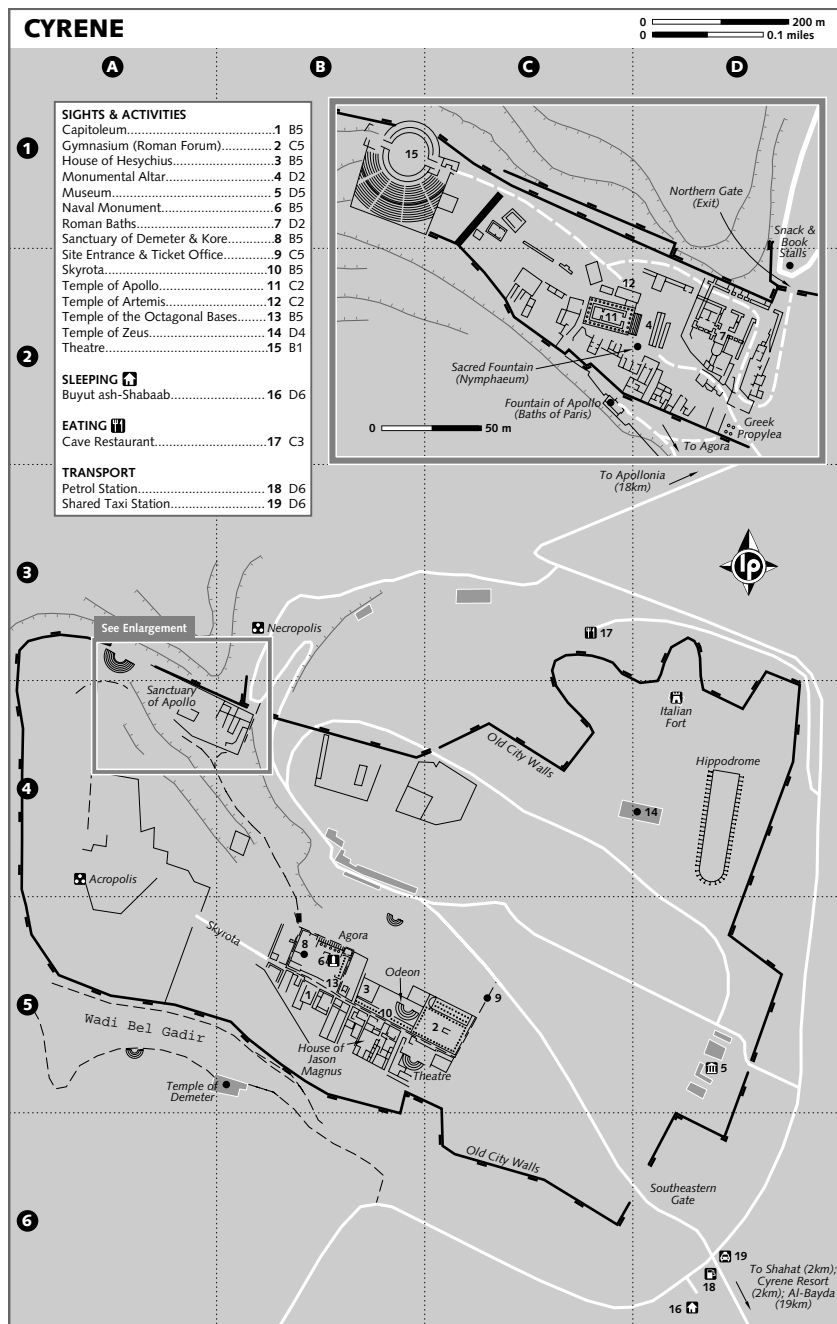 CYRENE
0 200 m
0 0.1 miles
A B C D
SIGHTS & ACTIVITIES
Capitoleum...1 B5
Gymnasium (Roman Forum)...2 C5
House of Hesychius...3 B5
Monumental Altar...4 D2
Museum...5 D5
Naval Monument...6 B5
Roman Baths...7 D2
Sanctuary of Demeter & Kore...8 B5
Site Entrance & Ticket Office...9 C5
Skyrota...10 B5
Temple of Apollo...11 C2
Temple of Artemis...12 C2
Temple of the Octagonal Bases...13 B5
Temple of Zeus...14 D4
Theatre...15 B1
SLEEPING
Buyut ash-Shabaab...16 D6
EATING
Cave Restaurant...17 C3
TRANSPORT
Petrol Station...18 D6
Shared Taxi Station...19 D6
1
15
Northern Gate
(Exit)
Snack &
Book
Stalls
12
11
4
7
2
Sacred Fountain
(Nymphaeum)
Fountain of Apollo
(Baths of Paris)
Greek
Propylea
0 50 m
To Agora
To Apollonia
(18km)
lp
3
See Enlargement
Necropolis
17
Sanctuary
of Apollo
Italian
Fort
Old City Walls
Hippodrome
4
14
Acropolis
Skyrota
Agora
8
6
Odeon
13
3
9
1
10
2
5
Wadi Bel Gadir
House of
Jason
Magnus
Theatre
5
Temple of
Demeter
Old City Walls
Southeastern
Gate
6
19
18
To Shahat (2km);
Cyrene Resort
(2km); Al-Bayda
(19km)
16